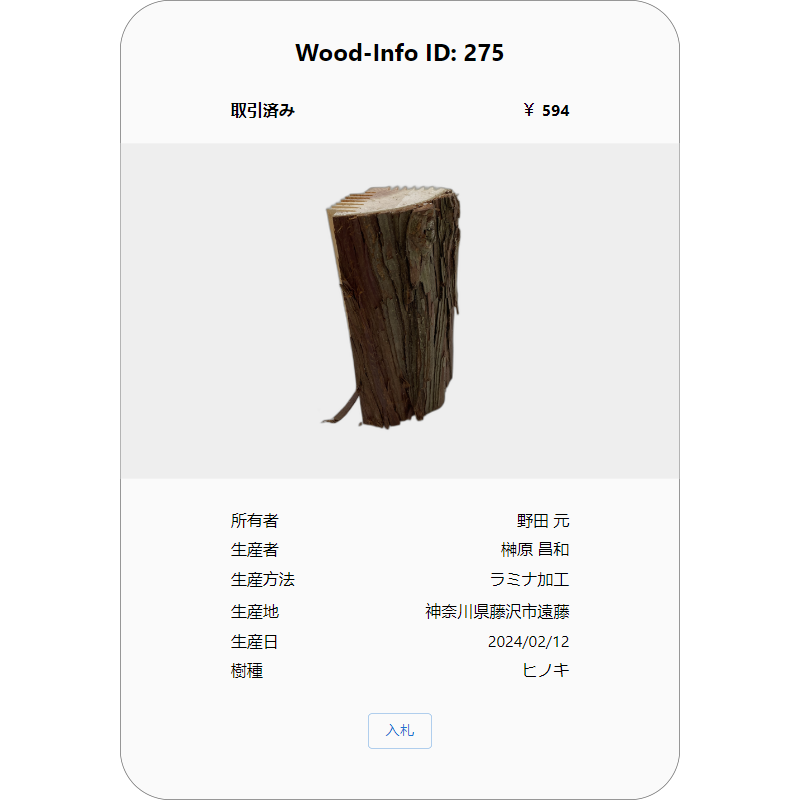 Wood-Info ID: 275
取引済み ¥ 594
所有者 野田 元
生産者 榊原 昌和
生産方法 ラミナ加工
生産地 神奈川県藤沢市遠藤
生産日 2024/02/12
樹種 ヒノキ
入札